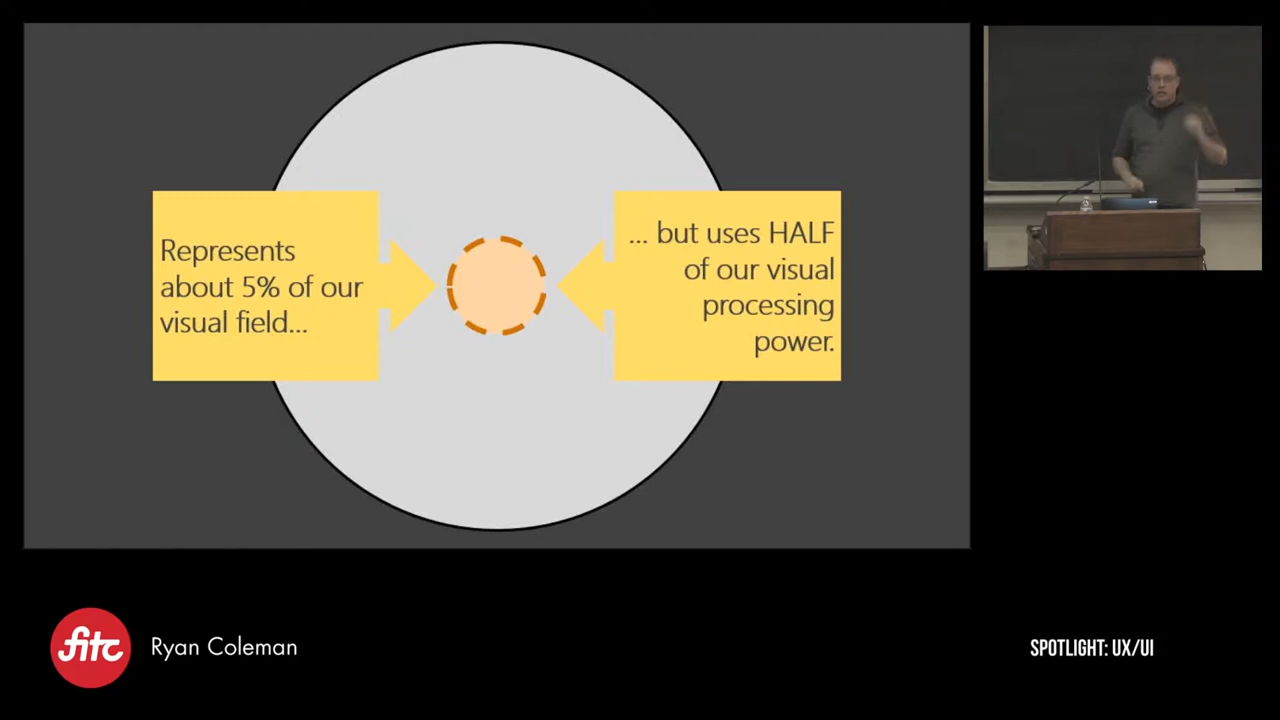 Represents
about 5% of our
visual field...
... but uses HALF
of our visual
processing
power.
fitc
Ryan Coleman
SPOTLIGHT: UX/UI